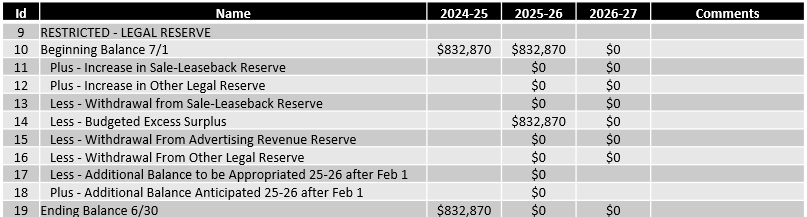 Id Name 2024-25 2025-26 2026-27 Comments
9 RESTRICTED - LEGAL RESERVE
10 Beginning Balance 7/1 $832,870 $832,870 $0
11 Plus - Increase in Sale-Leaseback Reserve $0 $0
12 Plus - Increase in Other Legal Reserve $0 $0
13 Less - Withdrawal from Sale-Leaseback Reserve $0 $0
14 Less - Budgeted Excess Surplus $832,870 $0
15 Less - Withdrawal From Advertising Revenue Reserve $0 $0
16 Less - Withdrawal From Other Legal Reserve $0 $0
17 Less - Additional Balance to be Appropriated 25-26 after Feb 1 $0
18 Plus - Additional Balance Anticipated 25-26 after Feb 1 $0
19 Ending Balance 6/30 $832,870 $0 $0